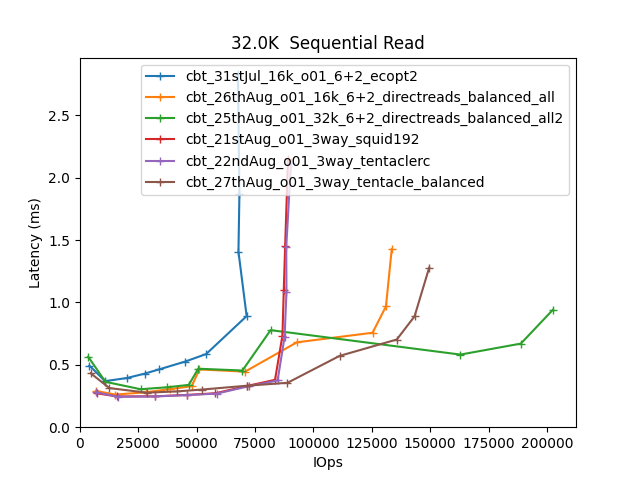 32.0K  Sequential Read
cbt_31stJul_16k_o01_6+2_ecopt2
cbt_26thAug_o01_16k_6+2_directreads_balanced_all
cbt_25thAug_o01_32k_6+2_directreads_balanced_all2
cbt_21stAug_o01_3way_squid192
cbt_22ndAug_o01_3way_tentaclerc
cbt_27thAug_o01_3way_tentacle_balanced
Latency (ms)
2.5
2.0
1.5
1.0
0.5
0.0
0 25000 50000 75000 100000 125000 150000 175000 200000
IOps